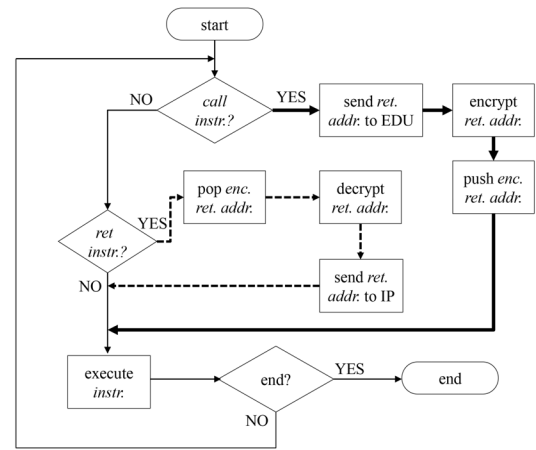 start
NO
call
instr.?
YES
send ret.
addr. to EDU
encrypt
ret. addr.
push enc.
ret. addr.
pop enc.
ret. addr.
decrypt
ret. addr.
YES
ret
instr.?
send ret.
addr. to IP
NO
execute
instr.
end?
YES
end
NO